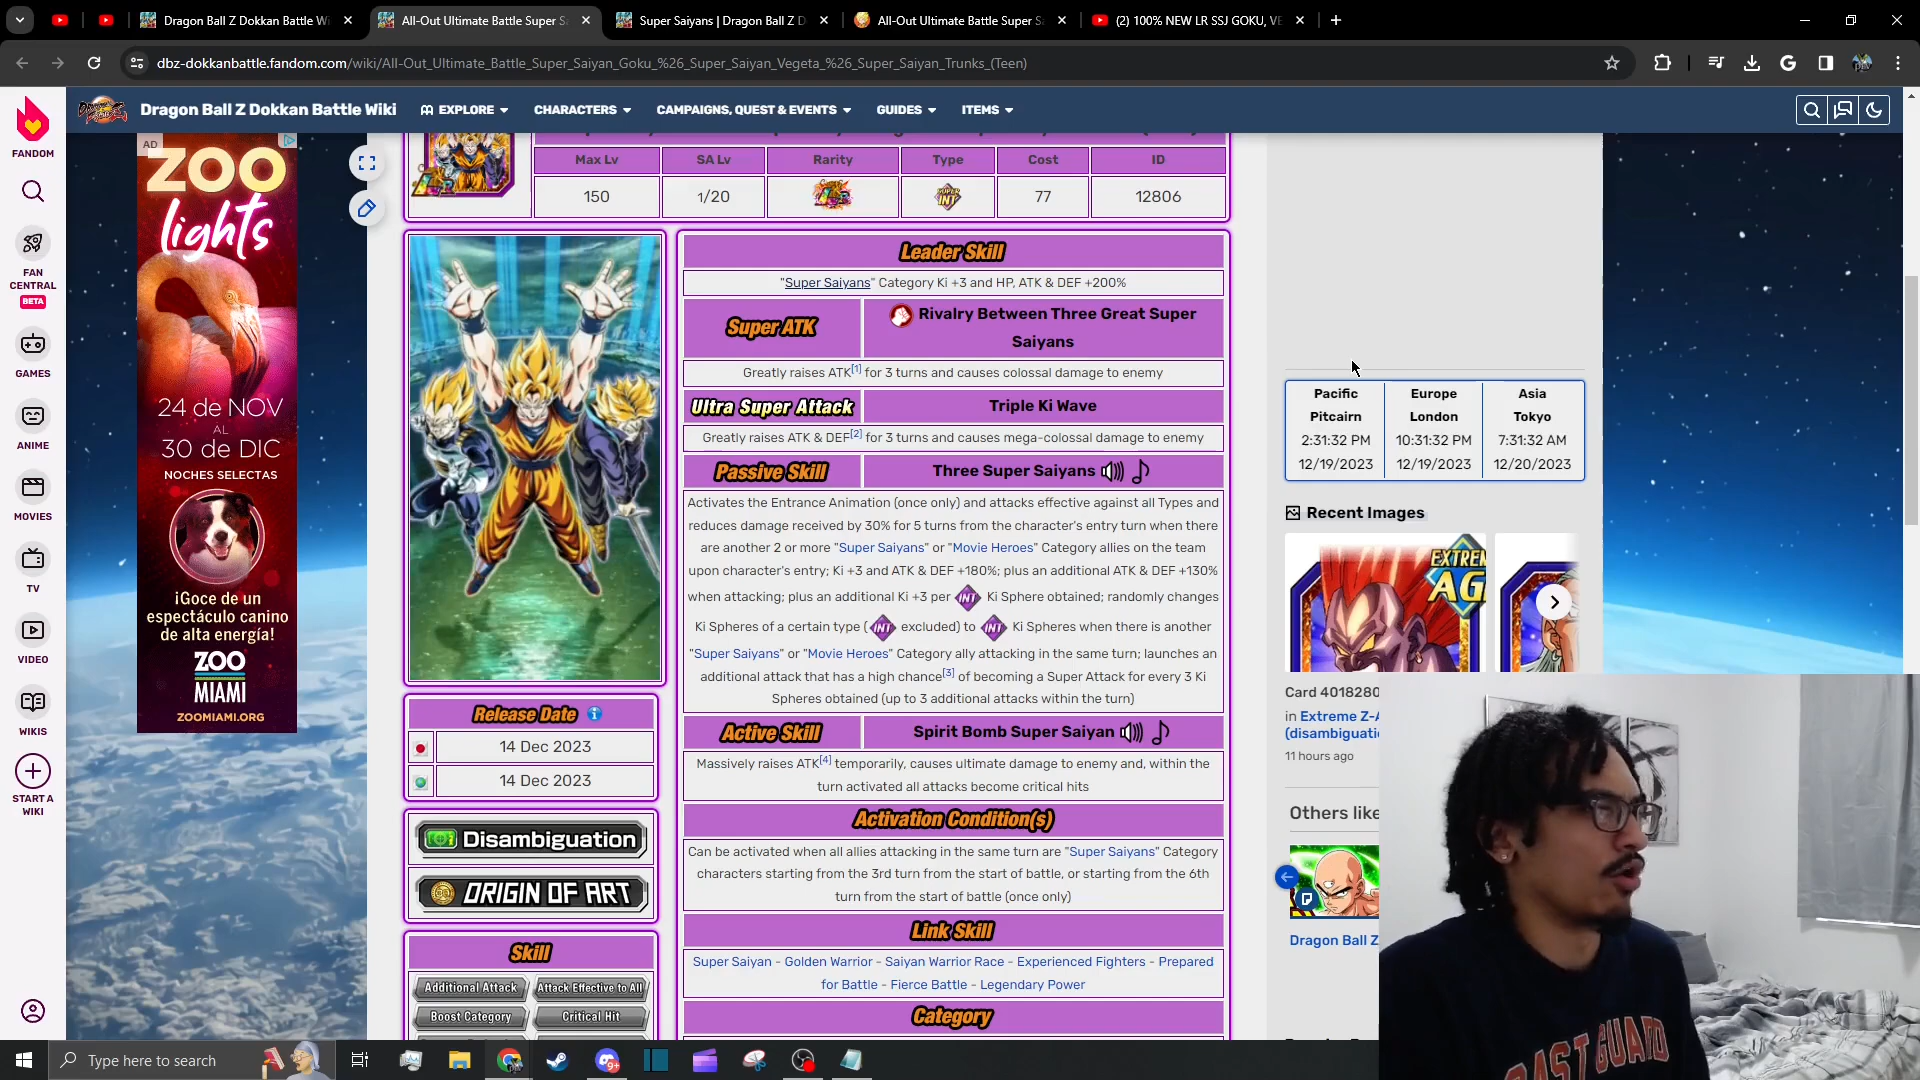 Dragon Ball Z Dokkan Battle Wi
All-Out Ultimate Battle Super S
Super Saiyans | Dragon Ball Z D
All-Out Ultimate Battle Super Sa
(2) 100% NEW LR SSJ GOKU, VE
dbz-dokkanbattle.fandom.com/wiki/All-Out_Ultimate_Battle_Super_Saiyan_Goku_%26_Super_Saiyan_Vegeta_%26_Super_Saiyan_Trunks_(Teen)
Dragon Ball Z Dokkan Battle Wiki
EXPLORE
CHARACTERS
CAMPAIGNS, QUEST & EVENTS
GUIDES
ITEMS
FANDOM
FAN
CENTRAL
BETA
GAMES
ANIME
MOVIES
TV
VIDEO
WIKIS
START A
WIKI
AD
ZOO
lights
24 de NOV
AL
30 de DIC
NOCHES SELECTAS
¡Goce de un
espectáculo canino
de alta energía!
ZOO
MIAMI
ZOOMIAMI.ORG
Max Lv
SA Lv
Rarity
Type
Cost
ID
150
1/20
LR
SUPER
INT
77
12806
Leader Skill
"Super Saiyans" Category Ki +3 and HP, ATK & DEF +200%
Super ATK
Rivalry Between Three Great Super
Saiyans
Greatly raises ATK[1] for 3 turns and causes colossal damage to enemy
Ultra Super Attack
Triple Ki Wave
Greatly raises ATK & DEF[2] for 3 turns and causes mega-colossal damage to enemy
Passive Skill
Three Super Saiyans
Activates the Entrance Animation (once only) and attacks effective against all Types and
reduces damage received by 30% for 5 turns from the character's entry turn when there
are another 2 or more "Super Saiyans" or "Movie Heroes" Category allies on the team
upon character's entry; Ki +3 and ATK & DEF +180%; plus an additional ATK & DEF +130%
when attacking; plus an additional Ki +3 per INT Ki Sphere obtained; randomly changes
Ki Spheres of a certain type (INT excluded) to INT Ki Spheres when there is another
"Super Saiyans" or "Movie Heroes" Category ally attacking in the same turn; launches an
additional attack that has a high chance[3] of becoming a Super Attack for every 3 Ki
Spheres obtained (up to 3 additional attacks within the turn)
Active Skill
Spirit Bomb Super Saiyan
Massively raises ATK[4] temporarily, causes ultimate damage to enemy and, within the
turn activated all attacks become critical hits
Activation Condition(s)
Can be activated when all allies attacking in the same turn are "Super Saiyans" Category
characters starting from the 3rd turn from the start of battle, or starting from the 6th
turn from the start of battle (once only)
Link Skill
Super Saiyan - Golden Warrior - Saiyan Warrior Race - Experienced Fighters - Prepared
for Battle - Fierce Battle - Legendary Power
Category
Release Date
14 Dec 2023
14 Dec 2023
Disambiguation
ORIGIN OF ART
Skill
Additional Attack
Attack Effective to All
Boost Category
Critical Hit
Pacific
Pitcairn
2:31:32 PM
12/19/2023
Europe
London
10:31:32 PM
12/19/2023
Asia
Tokyo
7:31:32 AM
12/20/2023
Recent Images
EXTREM
AG
Card 4018280
in Extreme Z-A
(disambiguati
11 hours ago
Others like
Dragon Ball Z
Type here to search
9+
AST GUARD